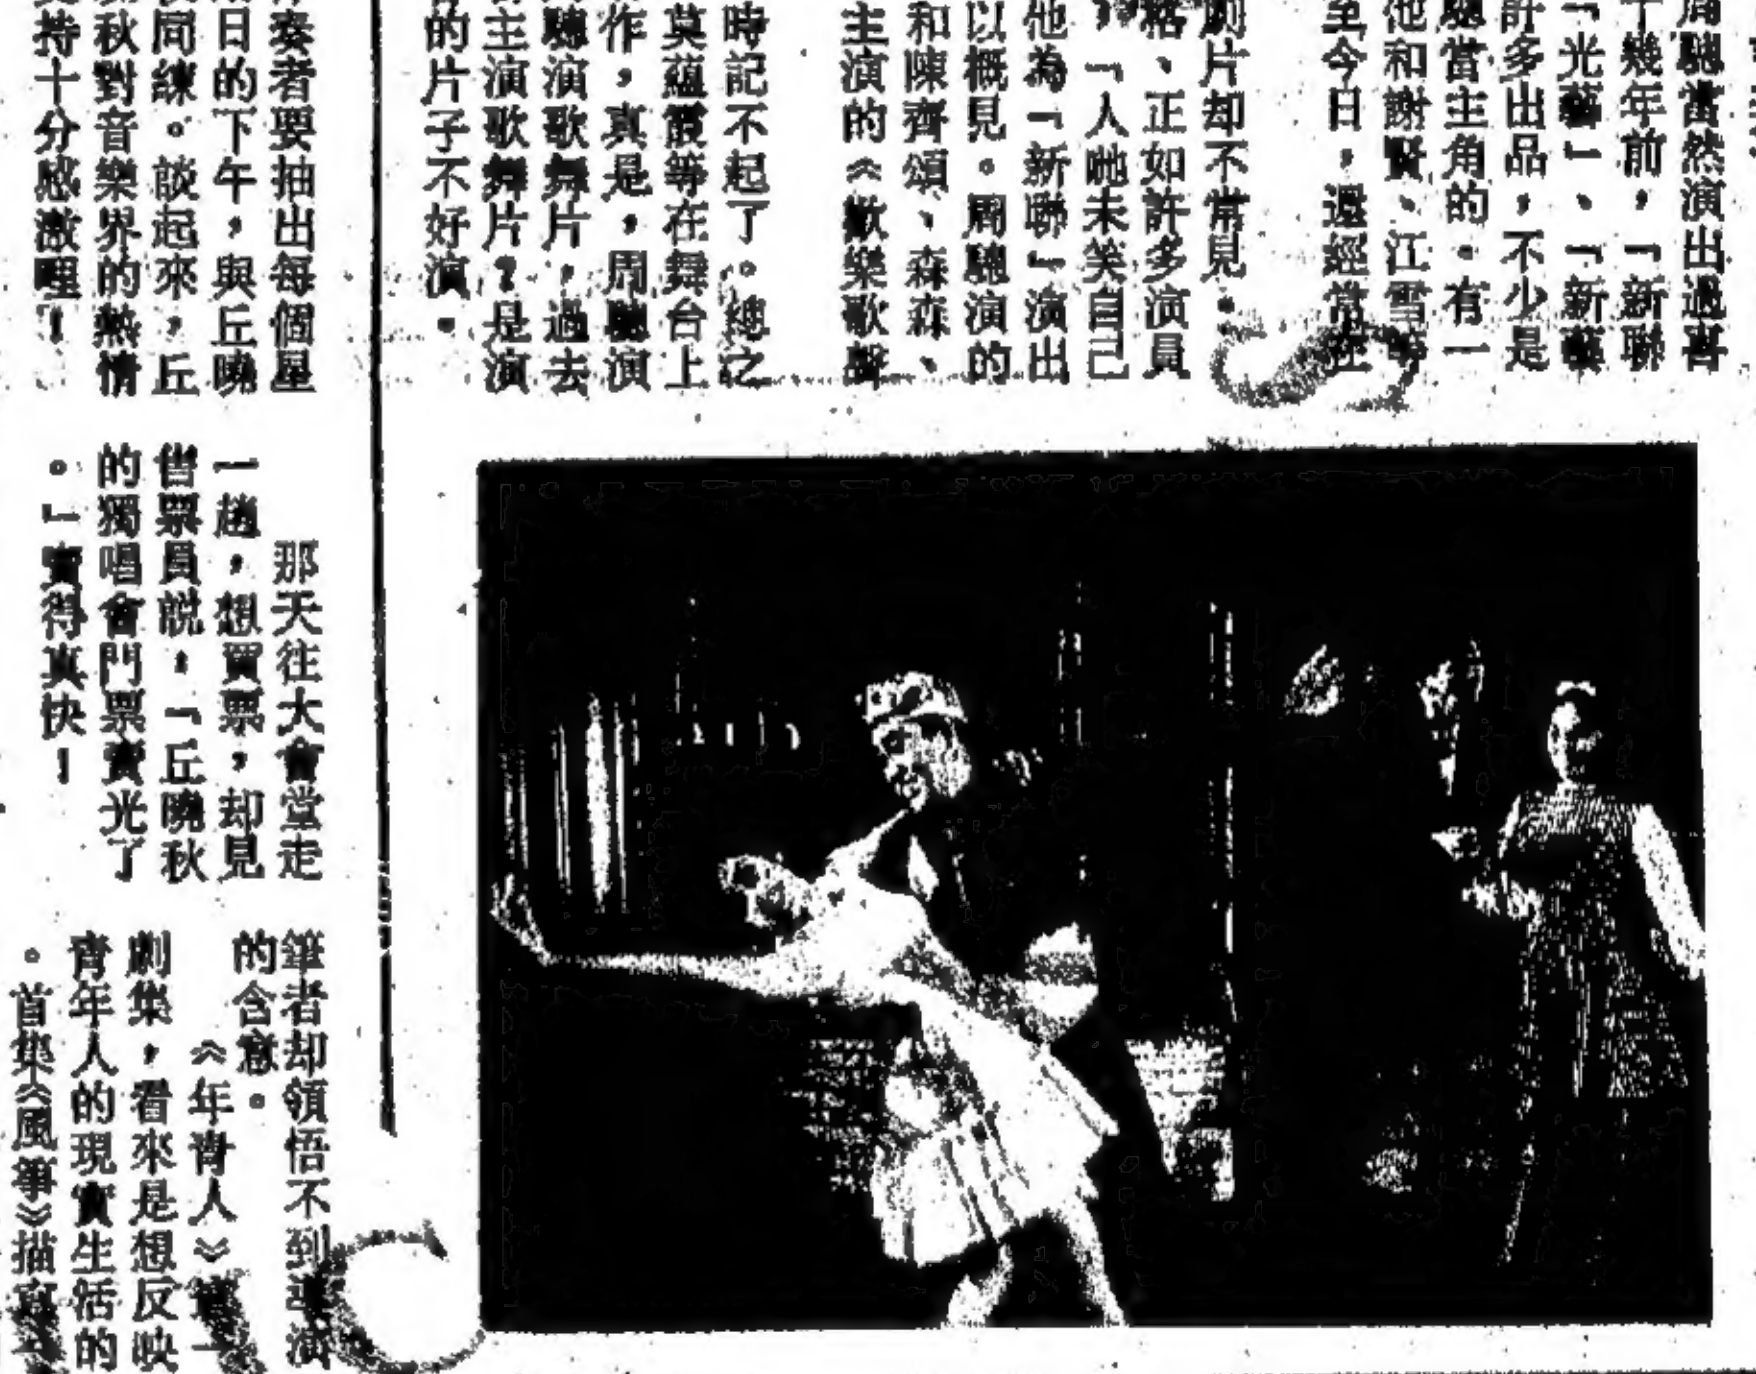 周驄當然演出過喜
十幾年前，「新聯
「光藝」、「新藝
許多出品，不少是
驄當主角的。有一
他和謝賢、江雪等
至今日，還經常在
劇片却不常見。
格、正如許多演員
，「人哋未笑自己
他為「新聯」演出
以概見。周驄演的
和陳齊頌、森森、
主演的《歡樂歌聲
時記不起了。總之
莫蘊霞等在舞台上
作，真是，周驄演
驄演歌舞片，過去
主演歌舞片？是演
的片子不好演。
奏者要抽出每個星
日的下午，與丘曉
同練。談起來，丘
秋對音樂界的熱情
持十分感激哩！
那天往大會堂走
一趟，想買票，却見
售票員說：「丘曉秋
的獨唱會門票賣光了
。」賣得真快！
筆者却領悟不到導演
的含意。
《年青人》這一
劇集，看來是想反映
青年人的現實生活的
。首集《風箏》描寫